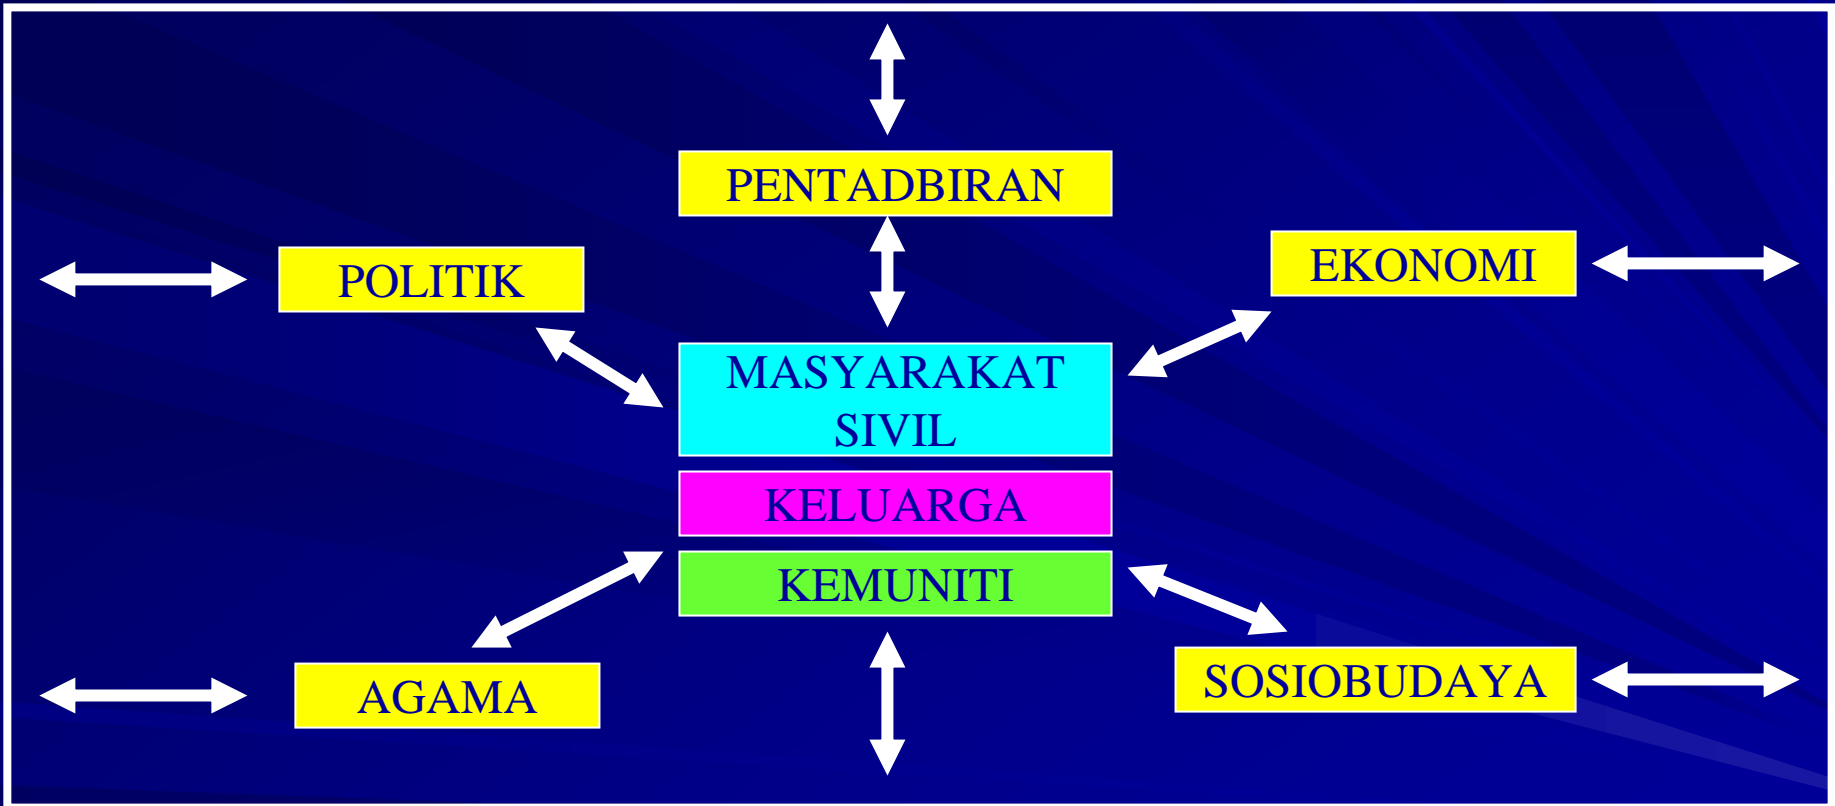 PENTADBIRAN
POLITIK
EKONOMI
MASYARAKAT
SIVIL
KELUARGA
KEMUNITI
AGAMA
SOSIOBUDAYA